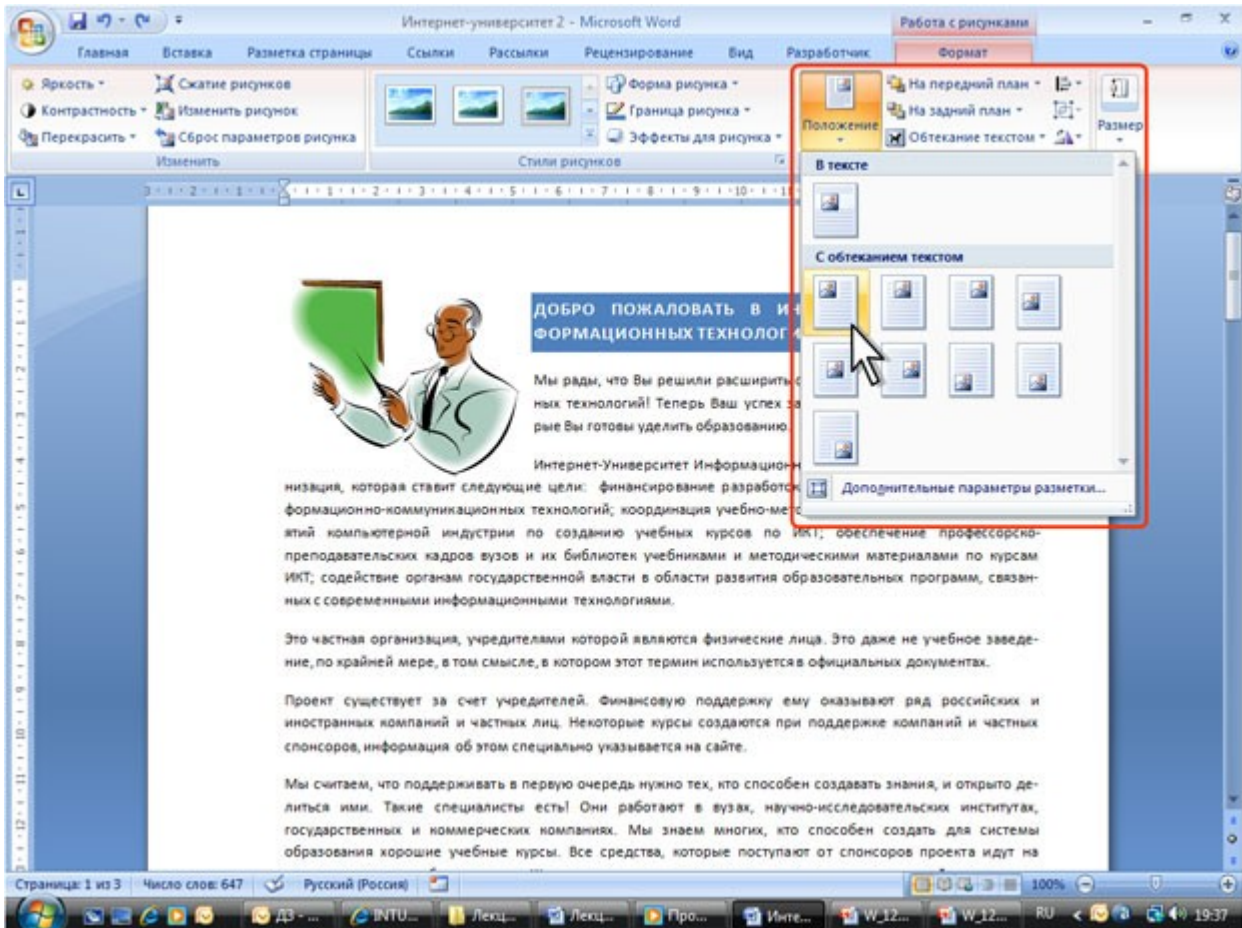 Интернет-университет 2 - Microsoft Word
Работа с рисунками
Главная Вставка Разметка страницы Ссылки Рассылки Рецензирование Вид Разработчик Формат
Яркость
Контрастность
Перекрасить
Сжатие рисунков
Изменить рисунок
Сброс параметров рисунка
Изменить
Форма рисунка
Граница рисунка
Эффекты для рисунка
Стили рисунков
Положение
На передний план
На задний план
Обтекание текстом
Размер
В тексте
С обтеканием текстом
Дополнительные параметры разметки...
ДОБРО ПОЖАЛОВАТЬ В
ФОРМАЦИОННЫХ
Мы рады, что Вы решили расширить
ных технологий! Теперь Ваш успех
рые Вы готовы уделить образованию.
Интернет-Университет
низация, которая ставит следующие цели: финансирование
формационно-коммуникационных технологий; координация
ятий компьютерной индустрии по созданию учебных курсов по ИКТ; обеспечение профессорско-
преподавательских кадров вузов и их библиотек учебниками и методическими материалами по курсам
ИКТ; содействие органам государственной власти в области развития образовательных программ, связан-
ных с современными информационными технологиями.
Это частная организация, учредителями которой являются физические лица. Это даже не учебное заведе-
ние, по крайней мере, в том смысле, в котором этот термин используется в официальных документах.
Проект существует за счет учредителей. Финансовую поддержку ему оказывают ряд российских и
иностранных компаний и частных лиц. Некоторые курсы создаются при поддержке компаний и частных
спонсоров, информация об этом специально указывается на сайте.
Мы считаем, что поддерживать в первую очередь нужно тех, кто способен создавать знания, и открыто де-
литься ими. Такие специалисты есть! Они работают в вузах, научно-исследовательских институтах,
государственных и коммерческих компаниях. Мы знаем многих, кто способен создать для системы
образования хорошие учебные курсы. Все средства, которые поступают от спонсоров проекта идут на
Страница: 1 из 3 Число слов: 647 Русский (Россия) 100%
ДЗ - ... INTU... Лекц... Лекц... Про... Инте... W_12... W_12... RU 19:37